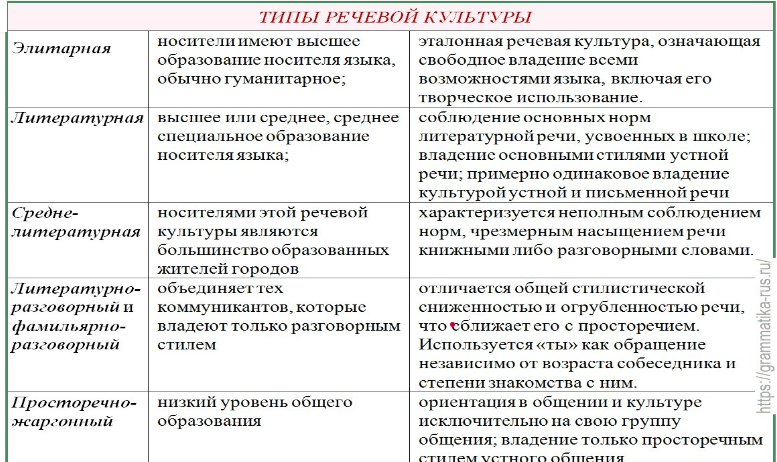 ТИПЫ РЕЧЕВОЙ КУЛЬТУРЫ
Элитарная
носители имеют высшее
образование носителя языка,
обычно гуманитарное;
эталонная речевая культура, означающая
свободное владение всеми
возможностями языка, включая его
творческое использование.
Литературная
высшее или среднее, среднее
специальное образование
носителя языка;
соблюдение основных норм
литературной речи, усвоенных в школе;
владение основными стилями устной
речи; примерно одинаковое владение
культурой устной и письменной речи
Средне-
литературная
носителями этой речевой
культуры являются
большинство образованных
жителей городов
характеризуется неполным соблюдением
норм, чрезмерным насыщением речи
книжными либо разговорными словами.
Литературно-
разговорный и
фамильярно-
разговорный
объединяет тех
коммуникантов, которые
владеют только разговорным
стилем
отличается общей стилистической
сниженностью и огрубленностью речи,
что сближает его с просторечием.
Используется «ты» как обращение
независимо от возраста собеседника и
степени знакомства с ним.
Просторечно-
жаргонный
низкий уровень общего
образования
ориентация в общении и культуре
исключительно на свою группу
общения; владение только просторечным
стилем устного общения
https://grammatika-rus.ru/